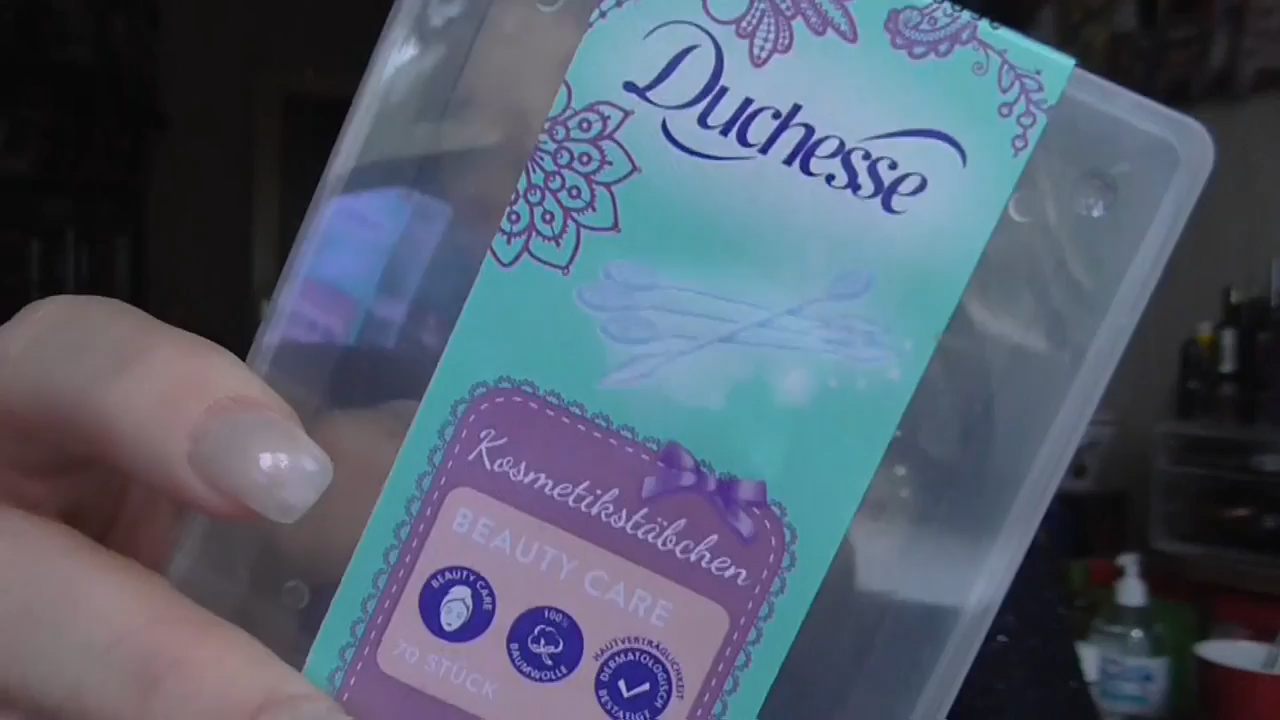 Duchesse
Kosmetikstäbchen
BEAUTY CARE
BEAUTY CARE
100%
BAUMWOLLE
HAUTVERTRÄGLICHKEIT
DERMATOLOGISCH
BESTÄTIGT
70 STÜCK